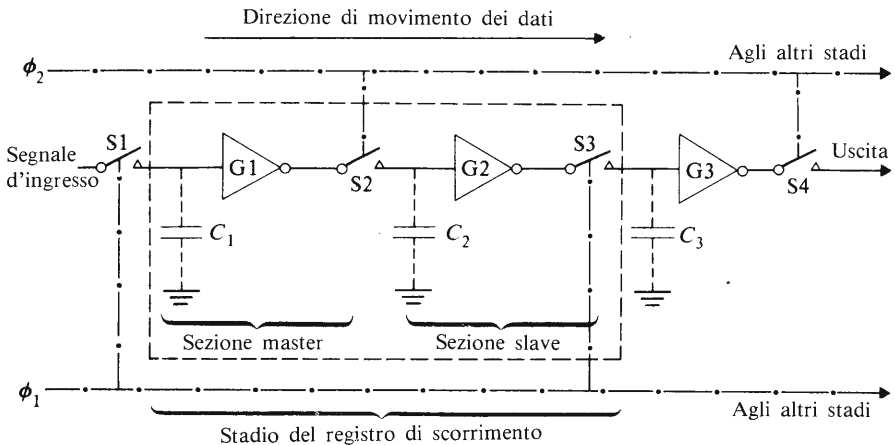 Direzione di movimento dei dati
Agli altri stadi
ϕ2
S1
S3
Segnale
d'ingresso
G1
S2
G2
G3
S4
Uscita
C1
C2
C3
Sezione master
Sezione slave
ϕ1
Agli altri stadi
Stadio del registro di scorrimento